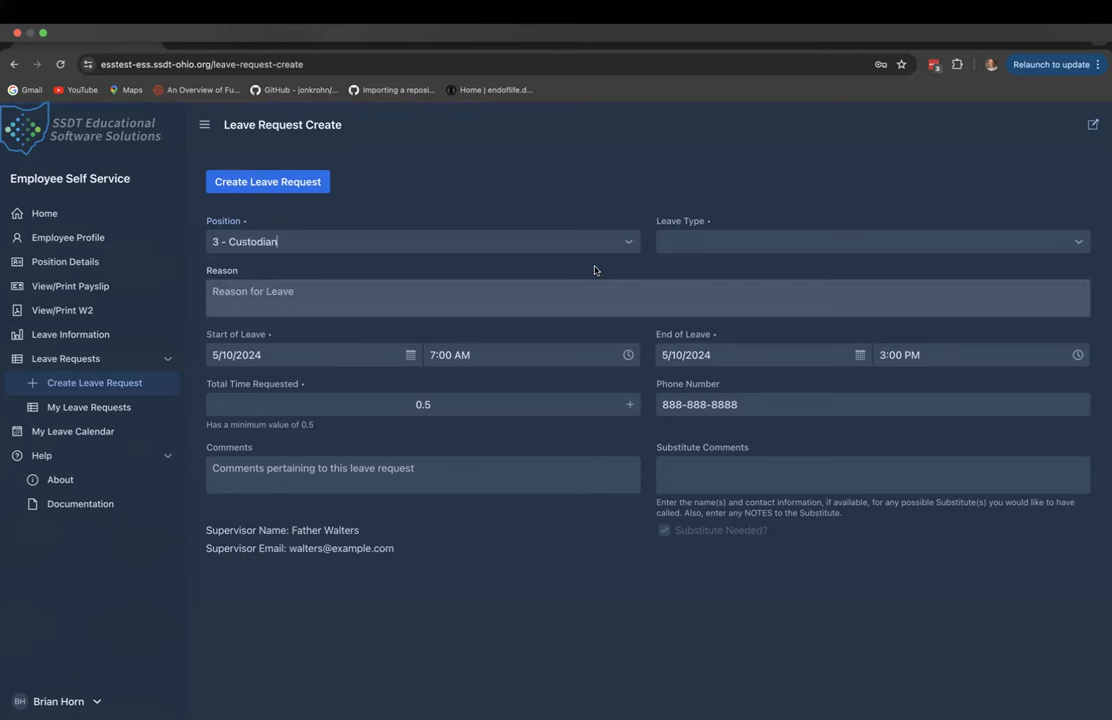 esstest-ess.ssdt-ohio.org/leave-request-create
3
Relaunch to update
Gmail
YouTube
Maps
An Overview of Fu...
GitHub - jonkrohn/...
Importing a reposi...
Home | endoflife.d...
SSDT Educational
Software Solutions
Leave Request Create
Employee Self Service
Home
Employee Profile
Position Details
View/Print Payslip
View/Print W2
Leave Information
Leave Requests
Create Leave Request
My Leave Requests
My Leave Calendar
Help
About
Documentation
BH Brian Horn
Create Leave Request
Position •
3 - Custodian
Leave Type •
Reason
Reason for Leave
Start of Leave •
5/10/2024
7:00 AM
End of Leave •
5/10/2024
3:00 PM
Total Time Requested •
0.5
+
Has a minimum value of 0.5
Phone Number
888-888-8888
Comments
Comments pertaining to this leave request
Substitute Comments
Enter the name(s) and contact information, if available, for any possible Substitute(s) you would like to have
called. Also, enter any NOTES to the Substitute.
Substitute Needed?
Supervisor Name: Father Walters
Supervisor Email: walters@example.com